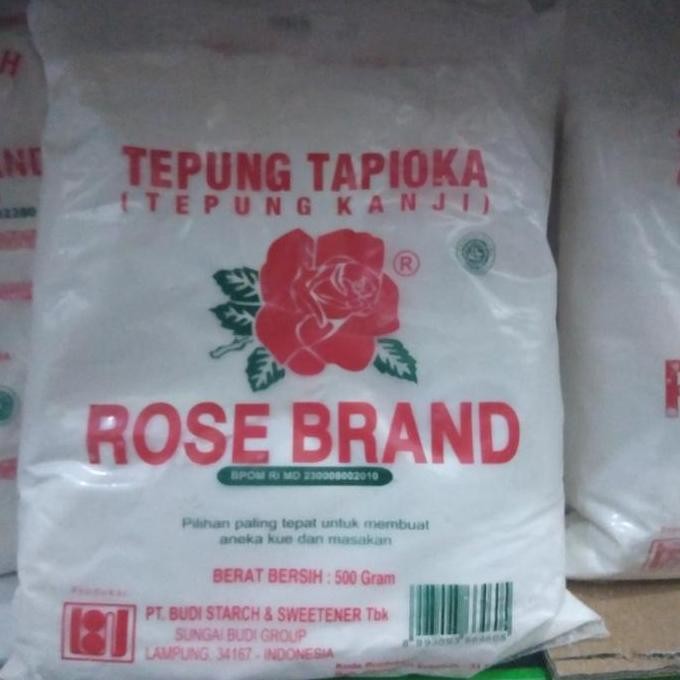 TEPUNG TAPIOKA
(TEPUNG KANJI)
®
ROSE BRAND
BPOM RI MD 230009002010
Pilihan paling tepat untuk membuat
aneka kue dan masakan
BERAT BERSIH : 500 Gram
Produksi
PT. BUDI STARCH & SWEETENER Tbk
SUNGAI BUDI GROUP
LAMPUNG, 34167 - INDONESIA